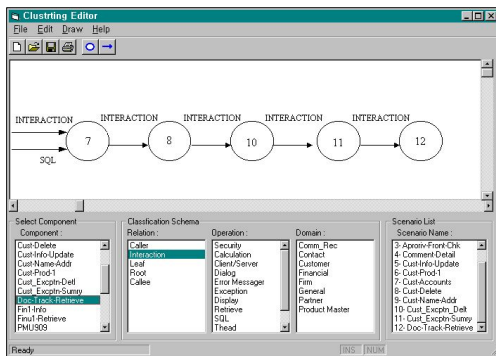 Clustrting Editor
File Edit Draw Help
INTERACTION INTERACTION INTERACTION INTERACTION INTERACTION
7 8 10 11 12
SQL
Select Component
Component :
Cust-Delete
Cust-Info-Update
Cust-Name-Addr
Cust-Prod-1
Cust_Excptn-Detl
Cust_Excptn-Sumry
Doc-Track-Retrieve
Fin1-Info
Finu1-Retrieve
PMU909
Classfication Schema
Relation :
Caller
Interaction
Leaf
Root
Callee
Operation :
Security
Calculation
Client/Server
Dialog
Error Messager
Exception
Display
Retrieve
SQL
Thead
Domain :
Comm_Rec
Contact
Customer
Financial
Firm
General
Partner
Product Master
Scenario List
Scenario Name :
3- Aproriv-Front-Chk
4- Comment-Detail
5- Cust-Info-Update
6- Cust-Prod-1
7- Cust-Accounts
8- Cust-Delete
9- Cust-Name-Addr
10- Cust_Excptn_Delt
11- Cust_Excptn-Sumry
12- Doc-Track-Retrieve
Ready INS NUM